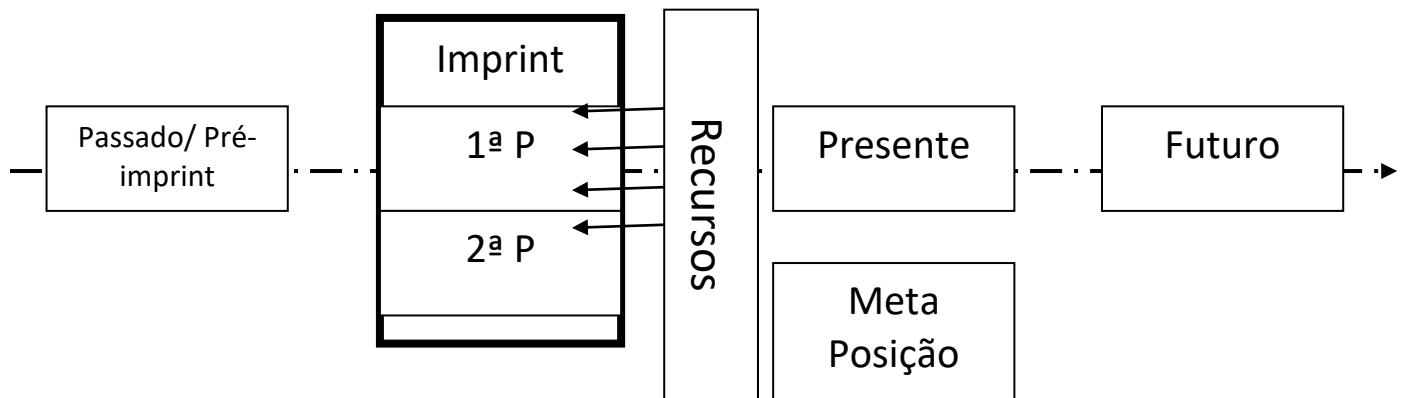 Passado/ Pré-
imprint
Imprint
1ª P
2ª P
Recursos
Presente
Meta
Posição
Futuro